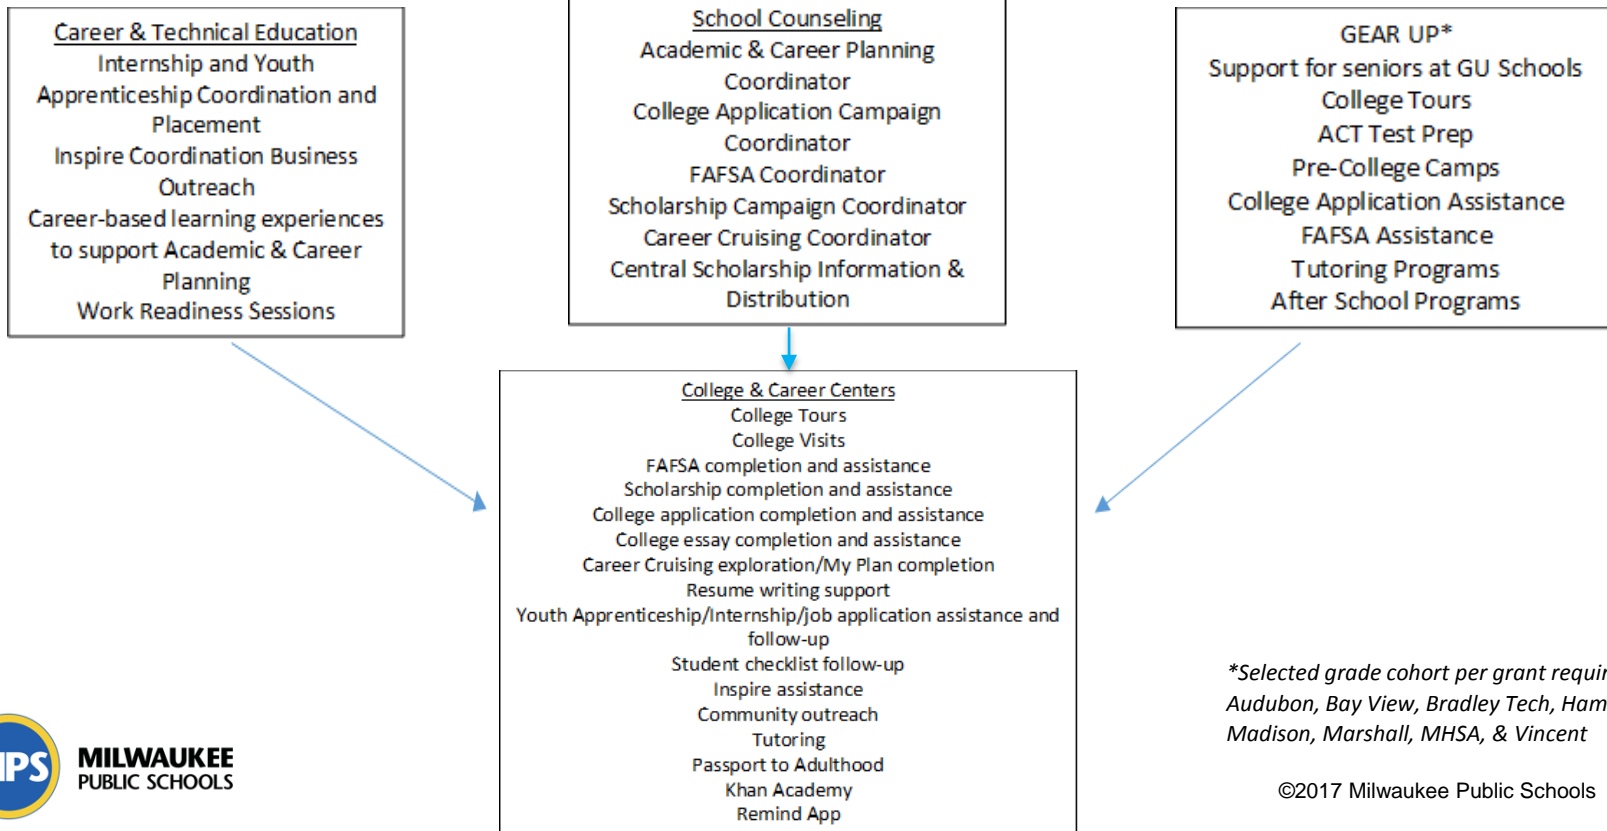 Career & Technical Education
Internship and Youth
Apprenticeship Coordination and
Placement
Inspire Coordination Business
Outreach
Career-based learning experiences
to support Academic & Career
Planning
Work Readiness Sessions
School Counseling
Academic & Career Planning
Coordinator
College Application Campaign
Coordinator
FAFSA Coordinator
Scholarship Campaign Coordinator
Career Cruising Coordinator
Central Scholarship Information &
Distribution
GEAR UP*
Support for seniors at GU Schools
College Tours
ACT Test Prep
Pre-College Camps
College Application Assistance
FAFSA Assistance
Tutoring Programs
After School Programs
College & Career Centers
College Tours
College Visits
FAFSA completion and assistance
Scholarship completion and assistance
College application completion and assistance
College essay completion and assistance
Career Cruising exploration/My Plan completion
Resume writing support
Youth Apprenticeship/Internship/job application assistance and
follow-up
Student checklist follow-up
Inspire assistance
Community outreach
Tutoring
Passport to Adulthood
Khan Academy
Remind App
*Selected grade cohort per grant
Audubon, Bay View, Bradley Tech,
Madison, Marshall, MHSA, & Vincent
MILWAUKEE
PUBLIC SCHOOLS
©2017 Milwaukee Public Schools